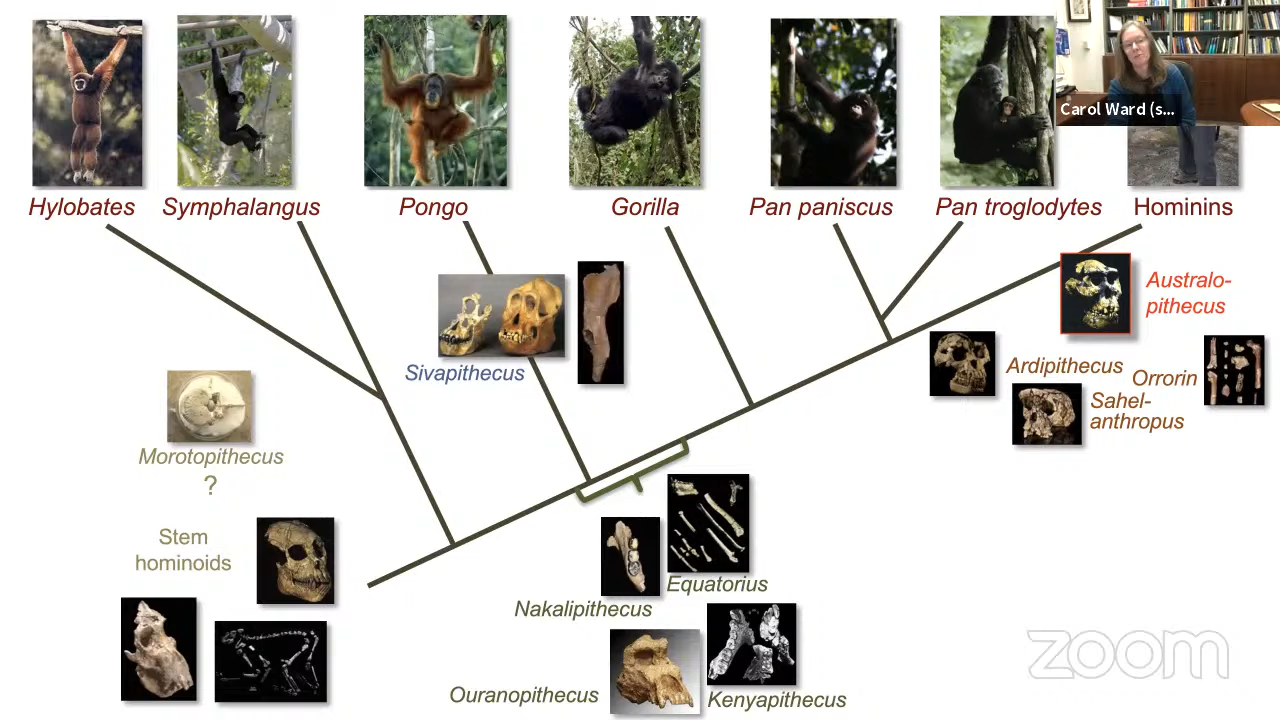 Carol Ward (s...
Hylobates
Symphalangus
Pongo
Gorilla
Pan paniscus
Pan troglodytes
Hominins
Australo-
pithecus
Sivapithecus
Ardipithecus
Orrorin
Sahel-
anthropus
Morotopithecus
?
Stem
hominoids
Equatorius
Nakalipithecus
Ouranopithecus
Kenyapithecus
zoom